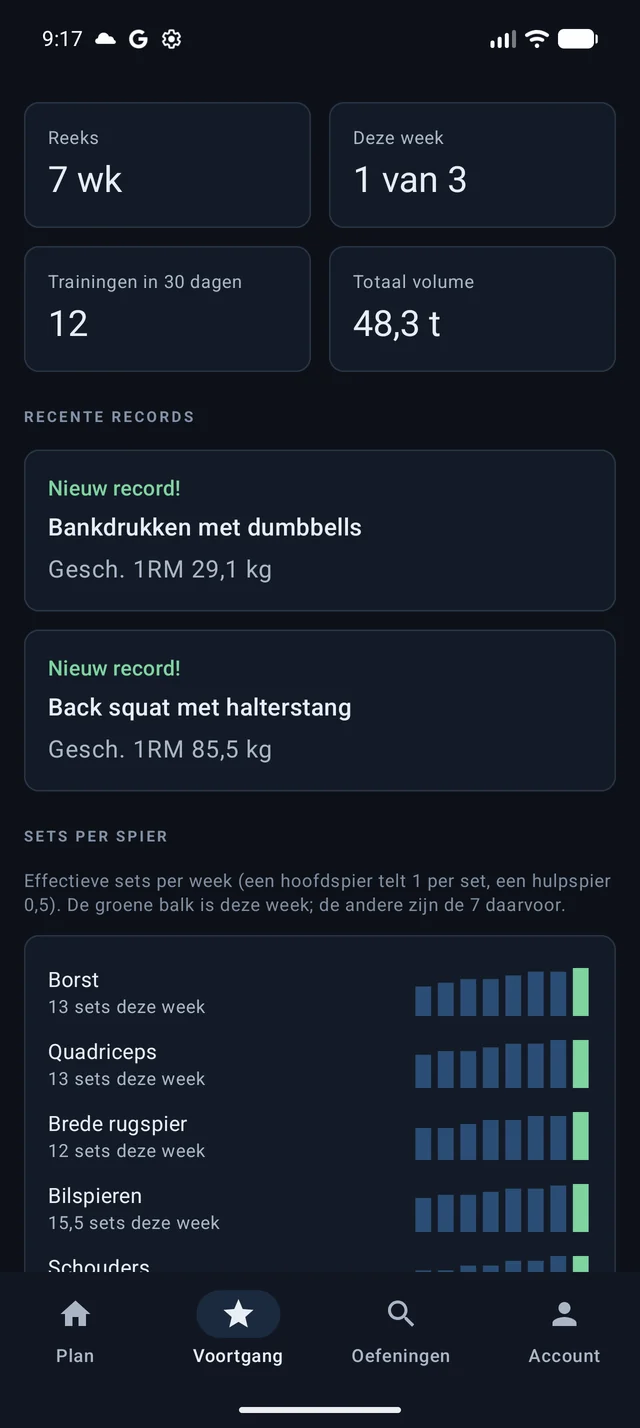 9:17
Reeks
7 wk
Deze week
1 van 3
Trainingen in 30 dagen
12
Totaal volume
48,3 t
RECENTE RECORDS
Nieuw record!
Bankdrukken met dumbbells
Gesch. 1RM 29,1 kg
Nieuw record!
Back squat met halterstang
Gesch. 1RM 85,5 kg
SETS PER SPIER
Effectieve sets per week (een hoofdspier telt 1 per set, een hulpspier
0,5). De groene balk is deze week; de andere zijn de 7 daarvoor.
Borst
13 sets deze week
Quadriceps
13 sets deze week
Brede rugspier
12 sets deze week
Bilspieren
15,5 sets deze week
Schouders
Plan
Voortgang
Oefeningen
Account